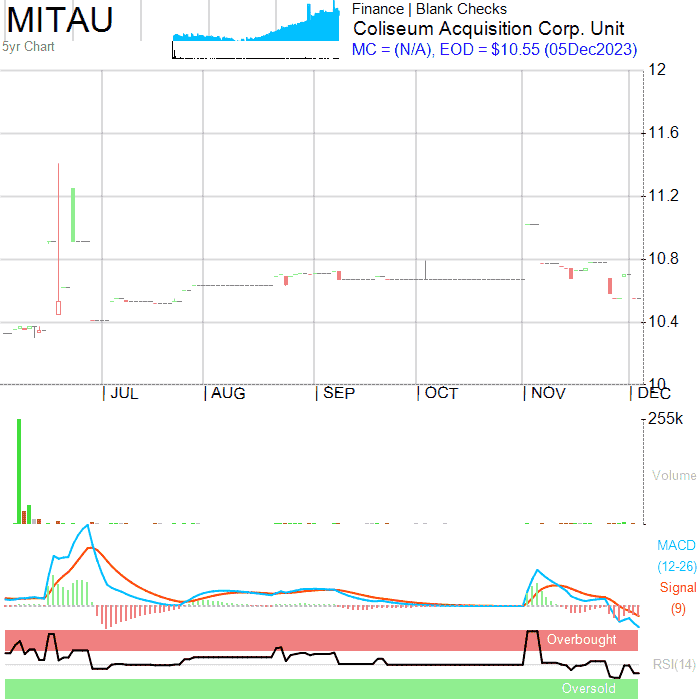 MITAU
5yr Chart
Finance | Blank Checks
Coliseum Acquisition Corp. Unit
MC = (N/A), EOD = $10.55 (05Dec2023)
12
11.6
11.2
10.8
10.4
10
| JUL | AUG | SEP | OCT | NOV | DEC
255k
Volume
MACD
(12-26)
Signal
(9)
Overbought
RSI(14)
Oversold